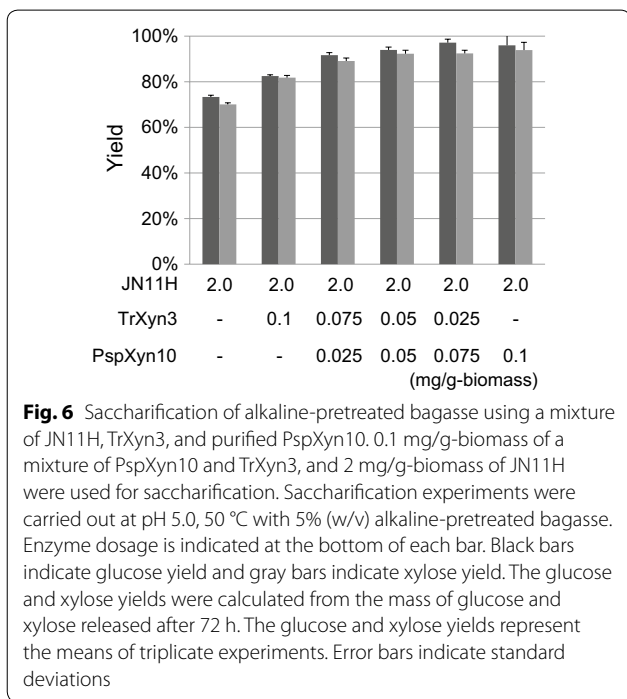 100%
80%
60%
40%
20%
0%
Yield
JN11H 2.0 2.0 2.0 2.0 2.0 2.0
TrXyn3 - 0.1 0.075 0.05 0.025 -
PspXyn10 - - 0.025 0.05 0.075 0.1
(mg/g-biomass)
Fig. 6 Saccharification of alkaline-pretreated bagasse using a mixture
of JN11H, TrXyn3, and purified PspXyn10. 0.1 mg/g-biomass of a
mixture of PspXyn10 and TrXyn3, and 2 mg/g-biomass of JN11H
were used for saccharification. Saccharification experiments were
carried out at pH 5.0, 50 °C with 5% (w/v) alkaline-pretreated bagasse.
Enzyme dosage is indicated at the bottom of each bar. Black bars
indicate glucose yield and gray bars indicate xylose yield. The glucose
and xylose yields were calculated from the mass of glucose and
xylose released after 72 h. The glucose and xylose yields represent
the means of triplicate experiments. Error bars indicate standard
deviations